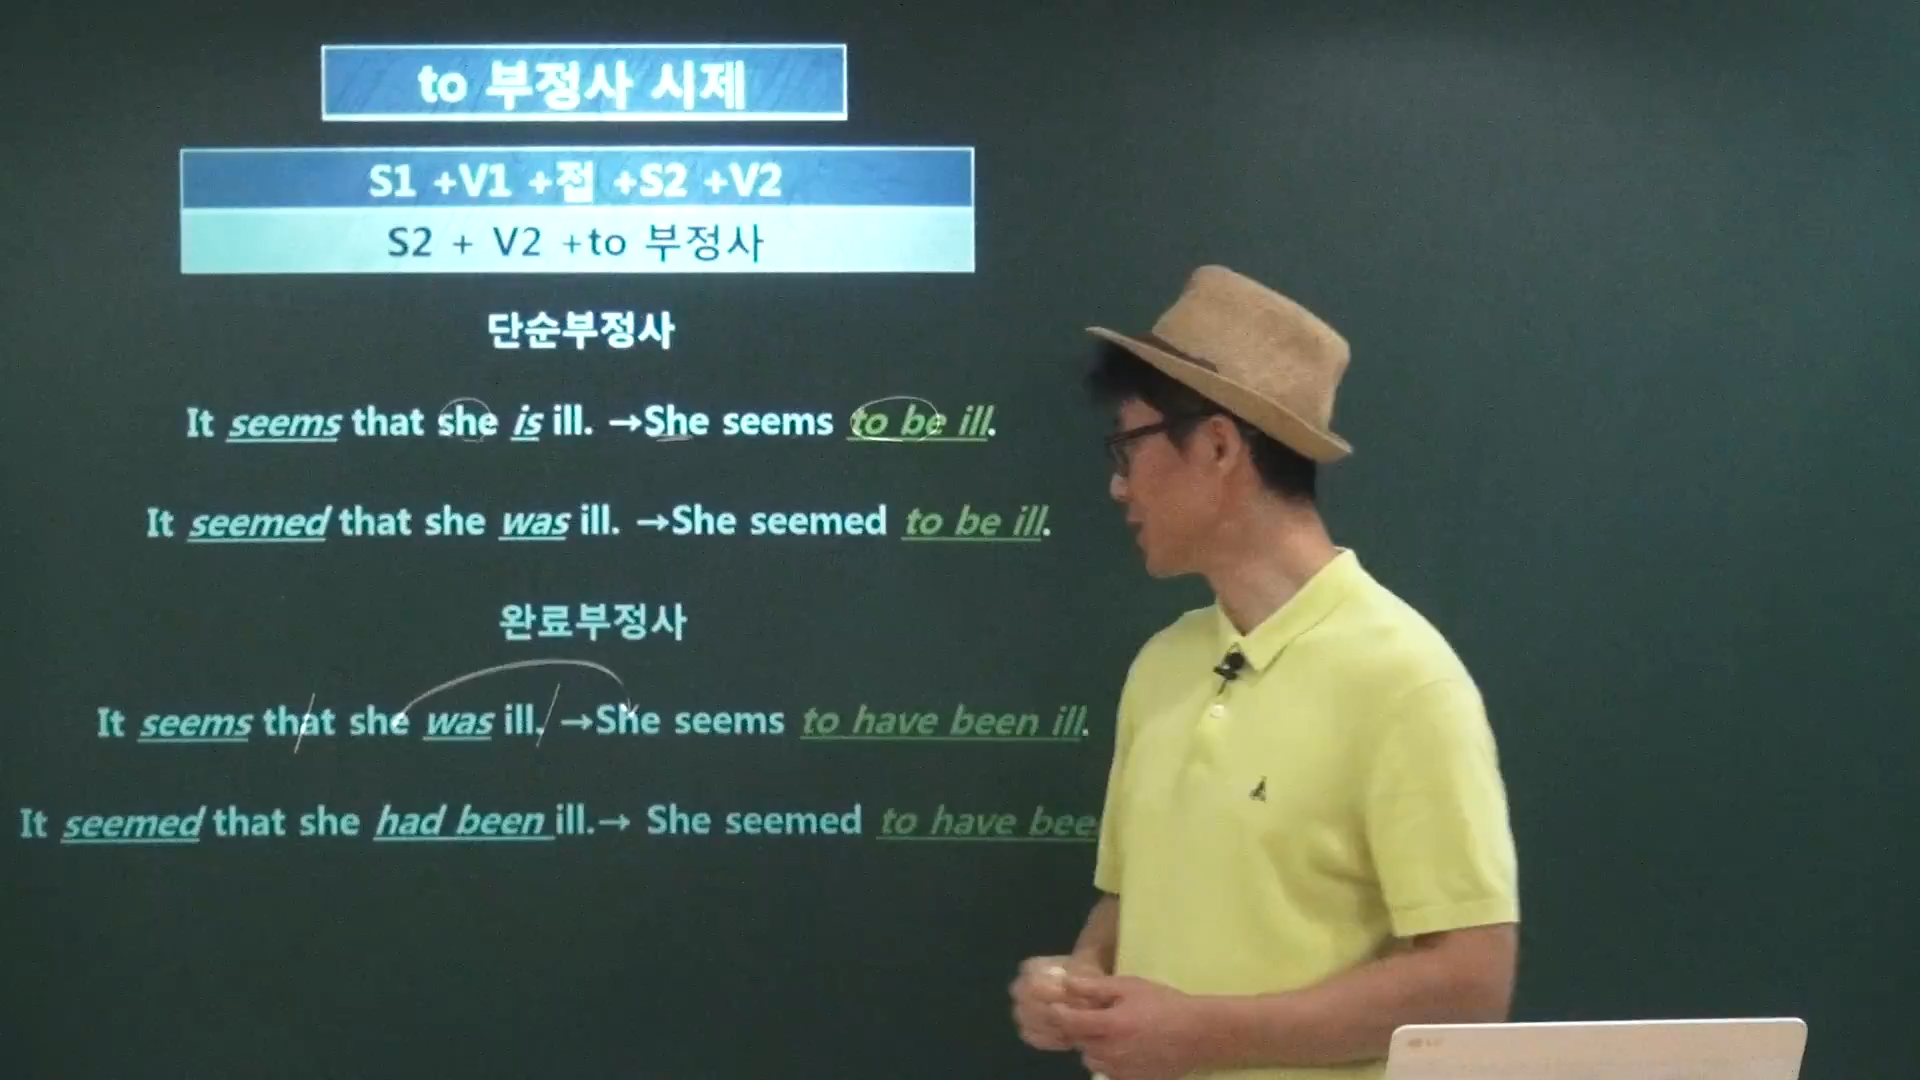 to 부정사 시제
S1 +V1 +접 +S2 +V2
S2 + V2 +to 부정사
단순부정사
It seems that she is ill. →She seems to be ill.
It seemed that she was ill. →She seemed to be ill.
완료부정사
It seems that she was ill. →She seems to have been ill.
It seemed that she had been ill.→ She seemed to have